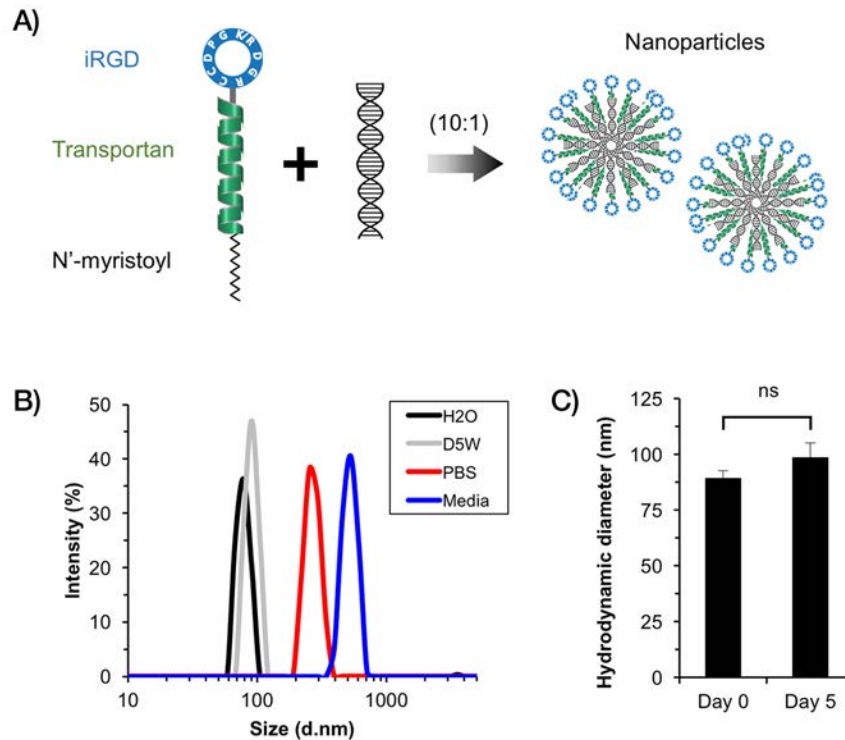 A)
iRGD
C D P G K/R D G R C
Transportan
N'-myristoyl
(10:1)
Nanoparticles
B)
Intensity (%)
50
40
30
20
10
0
H2O
D5W
PBS
Media
10
100
1000
Size (d.nm)
C)
Hydrodynamic diameter (nm)
125
100
75
50
25
0
ns
Day 0
Day 5